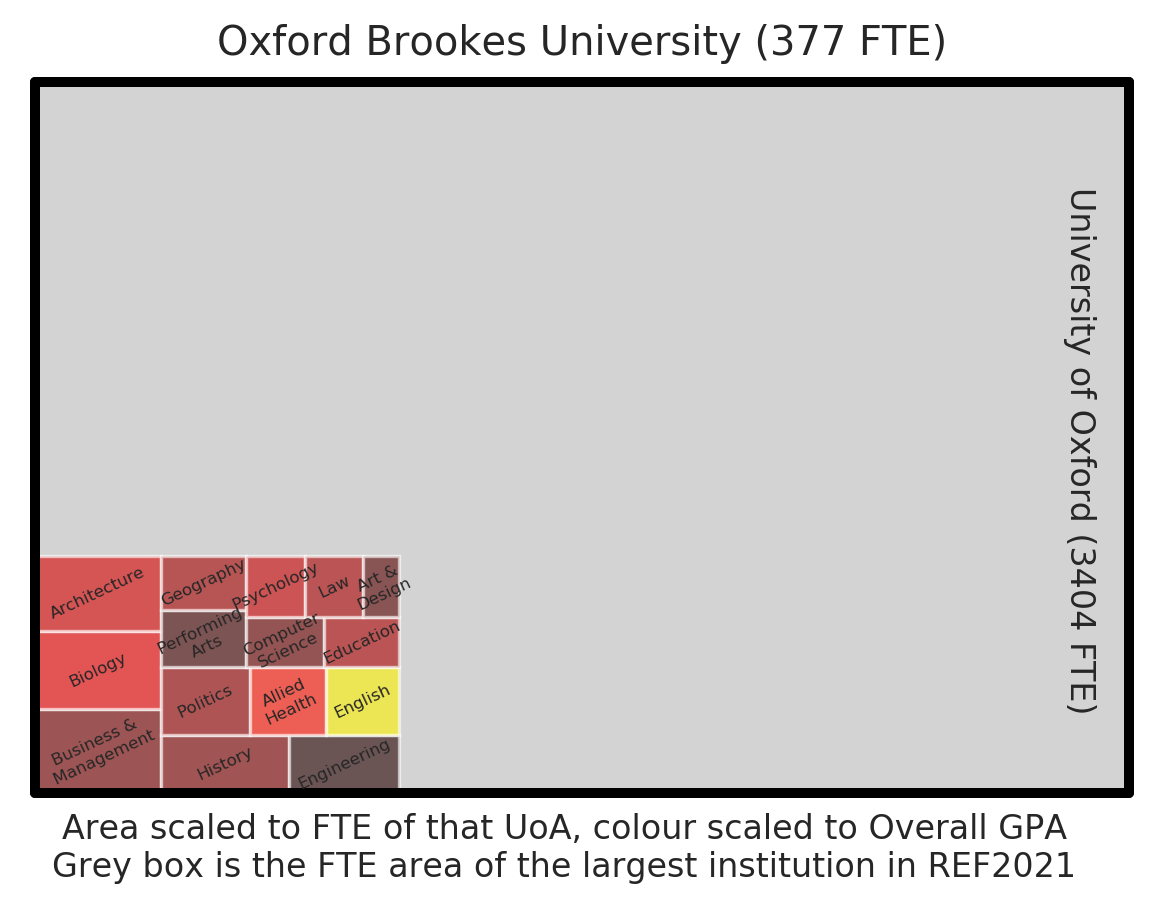 Oxford Brookes University (377 FTE)
University of Oxford (3404 FTE)
Architecture
Geography
Psychology
Law
Art &
Design
Performing
Arts
Computer
Science
Education
Biology
Politics
Allied
Health
English
Business &
Management
History
Engineering
Area scaled to FTE of that UoA, colour scaled to Overall GPA
Grey box is the FTE area of the largest institution in REF2021